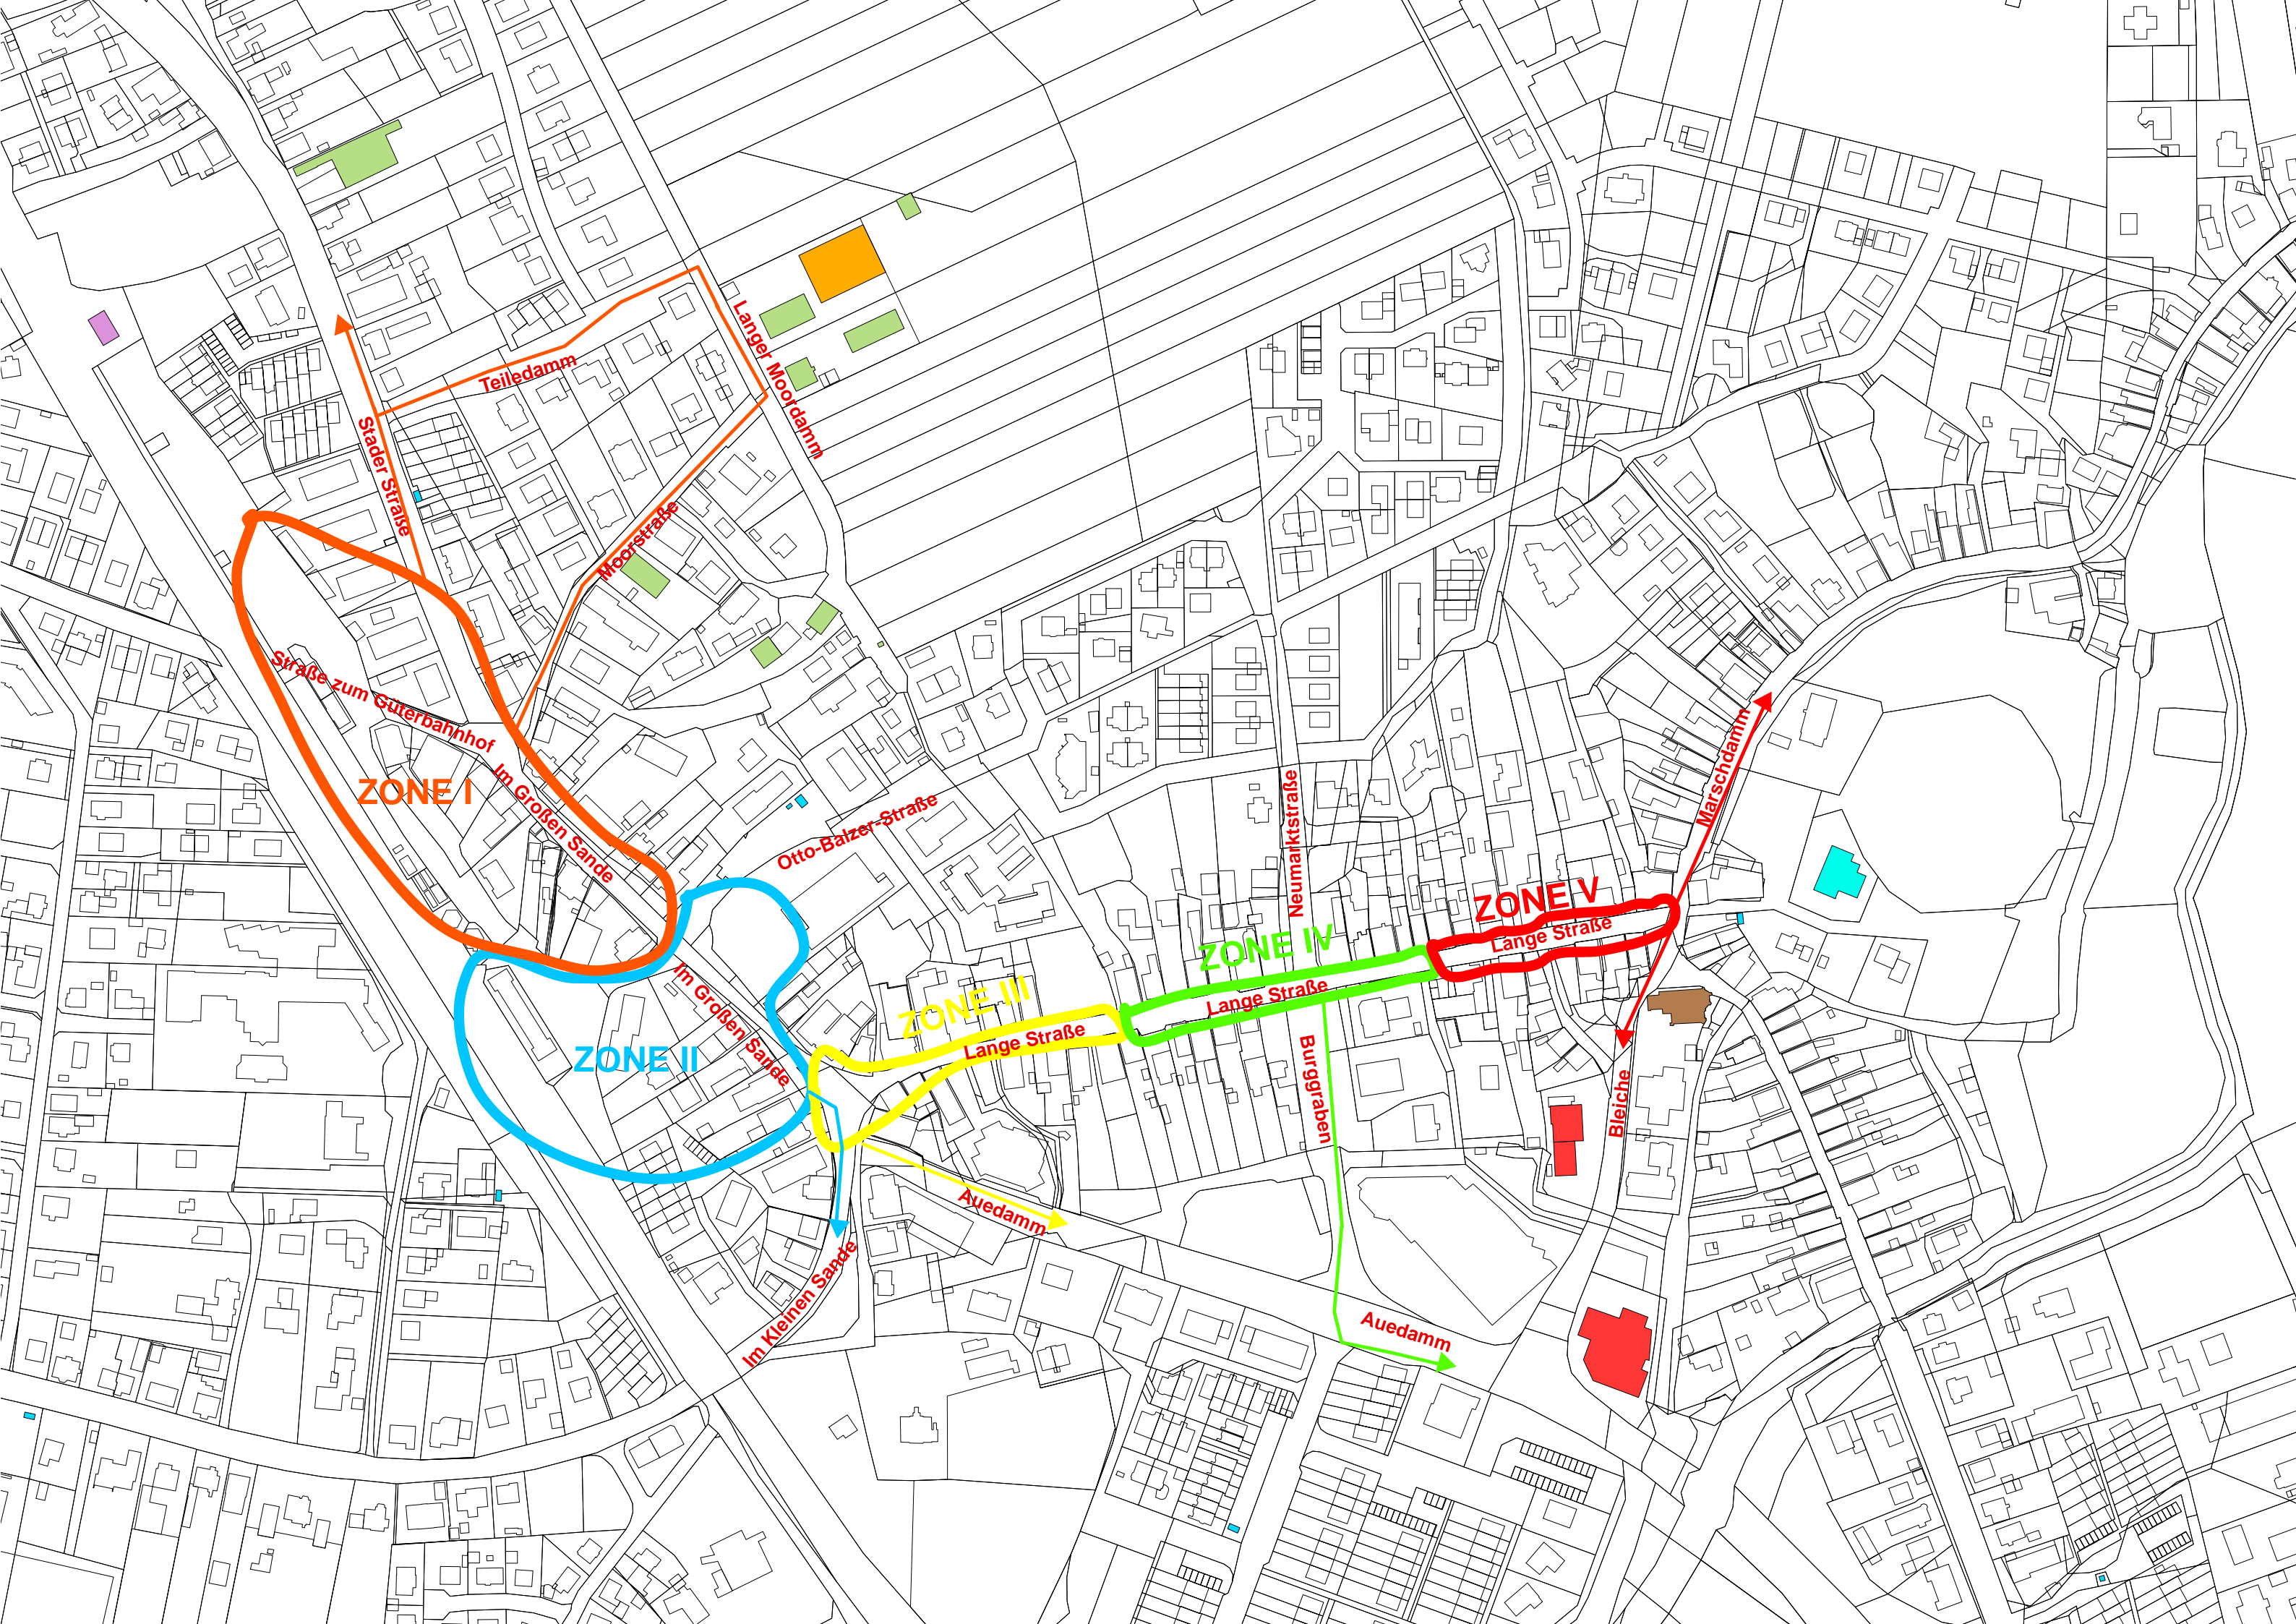 Langer Moordamm
Teiledamm
Stader Straße
Moorstraße
Straße zum Güterbahnhof
ZONE I
Im Großen Sande
Otto-Balzer-Straße
Neumarktstraße
Marschdamm
ZONE V
Lange Straße
ZONE IV
Lange Straße
ZONE III
Lange Straße
Im Großen Sande
ZONE II
Burggraben
Bleiche
Auedamm
Im Kleinen Sande
Auedamm